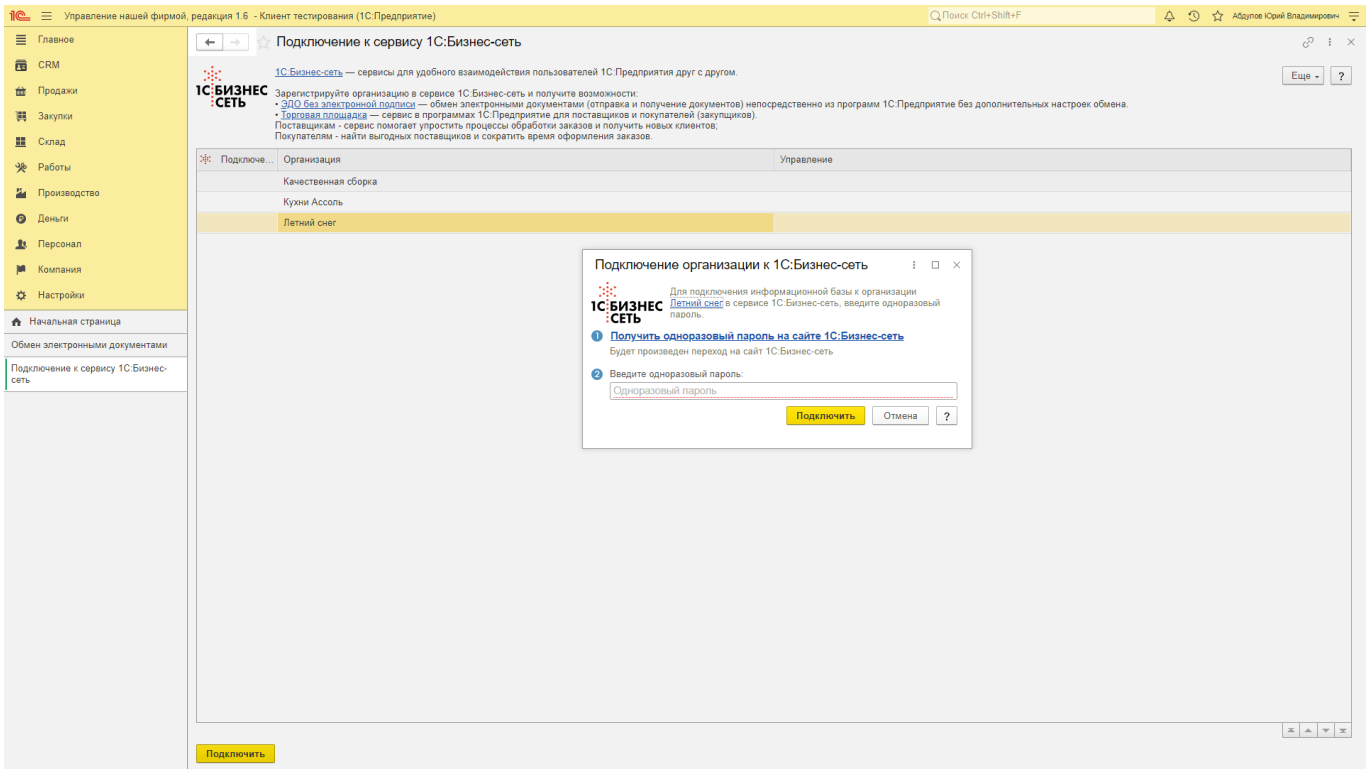 1С Управление нашей фирмой, редакция 1.6 - Клиент тестирования (1С:Предприятие)
Поиск Ctrl+Shift+F
Абдулов Юрий Владимирович
Главное
CRM
Продажи
Закупки
Склад
Работы
Производство
Деньги
Персонал
Компания
Настройки
Начальная страница
Обмен электронными документами
Подключение к сервису 1С:Бизнес-
сеть
Подключение к сервису 1С:Бизнес-сеть
1С БИЗНЕС
СЕТЬ
1С:Бизнес-сеть — сервисы для удобного взаимодействия пользователей 1С:Предприятия друг с другом.
Еще
?
Зарегистрируйте организацию в сервисе 1С:Бизнес-сеть и получите возможности:
• ЭДО без электронной подписи — обмен электронными документами (отправка и получение документов) непосредственно из программ 1С:Предприятие без дополнительных настроек обмена.
• Торговая площадка — сервис в программах 1С:Предприятие для поставщиков и покупателей (закупщиков).
Поставщикам - сервис помогает упростить процессы обработки заказов и получить новых клиентов;
Покупателям - найти выгодных поставщиков и сократить время оформления заказов.
Подключе... Организация Управление
Качественная сборка
Кухни Ассоль
Летний снег
Подключение организации к 1С:Бизнес-сеть
1С БИЗНЕС
СЕТЬ
Для подключения информационной базы к организации
Летний снег в сервисе 1С:Бизнес-сеть, введите одноразовый
пароль.
1 Получить одноразовый пароль на сайте 1С:Бизнес-сеть
Будет произведен переход на сайт 1С:Бизнес-сеть
2 Введите одноразовый пароль:
Одноразовый пароль
Подключить Отмена ?
Подключить